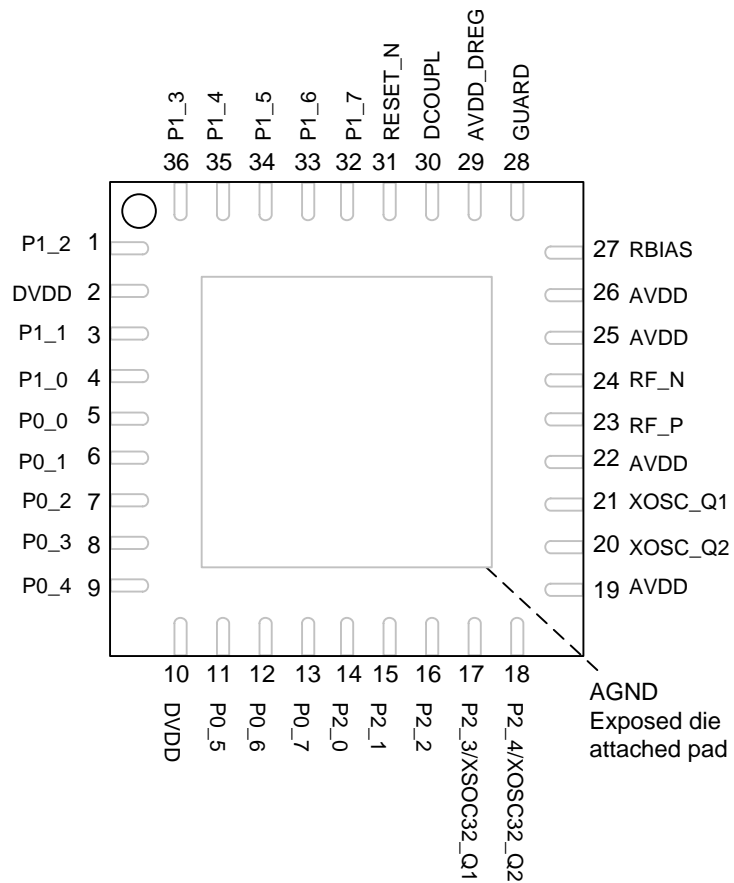 P1_3
P1_4
P1_5
P1_6
P1_7
RESET_N
DCOUPL
AVDD_DREG
GUARD
36 35 34 33 32 31 30 29 28
P1_2 1
DVDD 2
P1_1 3
P1_0 4
P0_0 5
P0_1 6
P0_2 7
P0_3 8
P0_4 9
27 RBIAS
26 AVDD
25 AVDD
24 RF_N
23 RF_P
22 AVDD
21 XOSC_Q1
20 XOSC_Q2
19 AVDD
10 11 12 13 14 15 16 17 18
DVDD
P0_5
P0_6
P0_7
P2_0
P2_1
P2_2
P2_3/XSOC32_Q1
P2_4/XOSC32_Q2
AGND
Exposed die
attached pad